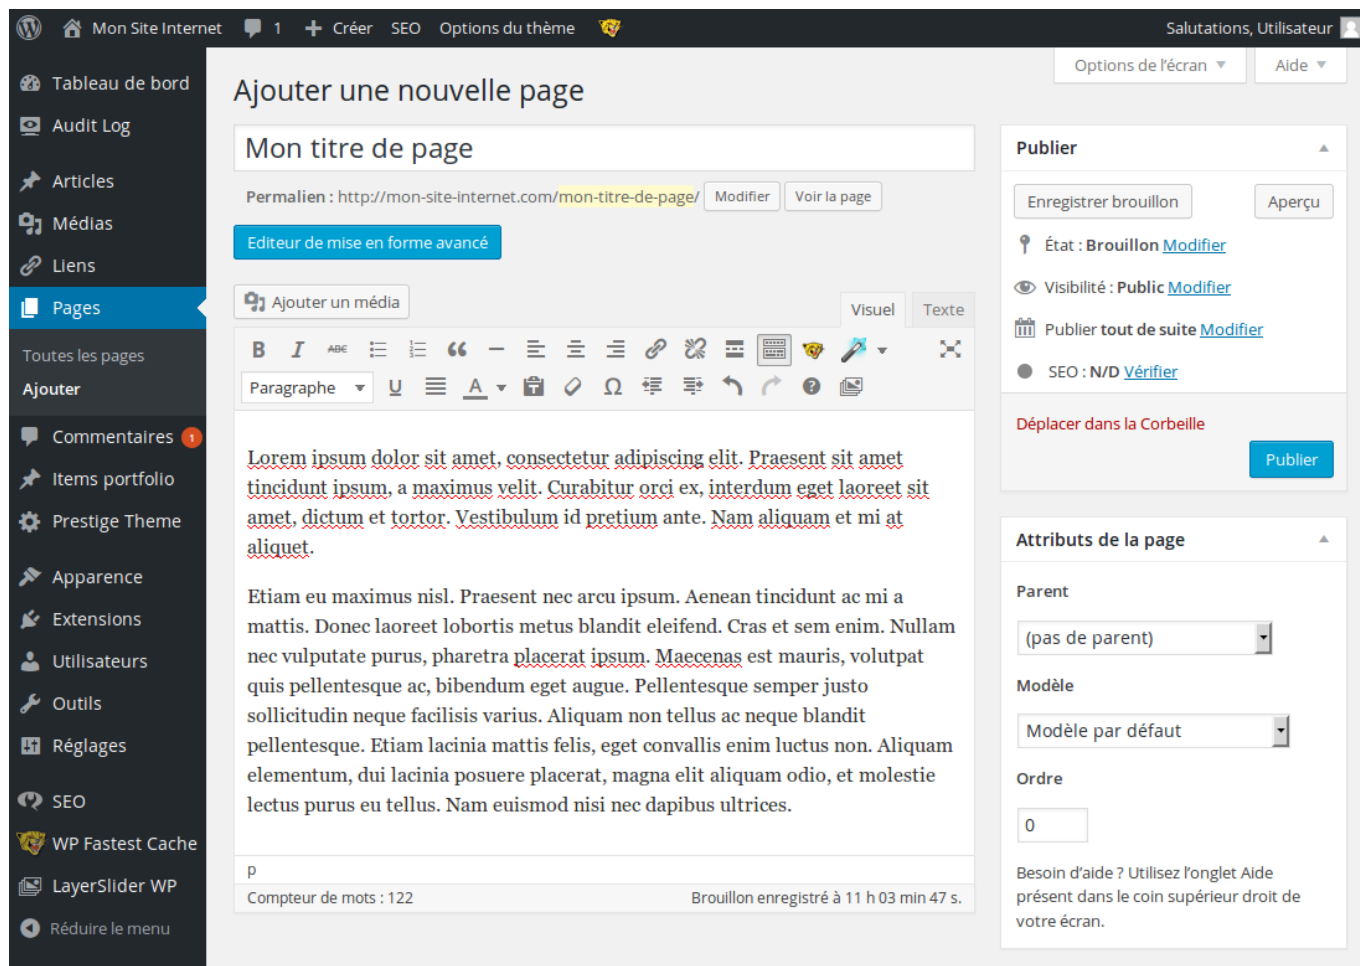 Mon Site Internet 1 Créer SEO Options du thème Salutations, Utilisateur
Options de l'écran Aide
Tableau de bord
Audit Log
Articles
Médias
Liens
Pages
Toutes les pages
Ajouter
Commentaires 1
Items portfolio
Prestige Theme
Apparence
Extensions
Utilisateurs
Outils
Réglages
SEO
WP Fastest Cache
LayerSlider WP
Réduire le menu
Ajouter une nouvelle page
Mon titre de page
Permalien : http://mon-site-internet.com/mon-titre-de-page/ Modifier Voir la page
Editeur de mise en forme avancé
Ajouter un média
Visuel Texte
B I ABC
Paragraphe U A Ω
Lorem ipsum dolor sit amet, consectetur adipiscing elit. Praesent sit amet
tincidunt ipsum, a maximus velit. Curabitur orci ex, interdum eget laoreet sit
amet, dictum et tortor. Vestibulum id pretium ante. Nam aliquam et mi at
aliquet.
Etiam eu maximus nisl. Praesent nec arcu ipsum. Aenean tincidunt ac mi a
mattis. Donec laoreet lobortis metus blandit eleifend. Cras et sem enim. Nullam
nec vulputate purus, pharetra placerat ipsum. Maecenas est mauris, volutpat
quis pellentesque ac, bibendum eget augue. Pellentesque semper justo
sollicitudin neque facilisis varius. Aliquam non tellus ac neque blandit
pellentesque. Etiam lacinia mattis felis, eget convallis enim luctus non. Aliquam
elementum, dui lacinia posuere placerat, magna elit aliquam odio, et molestie
lectus purus eu tellus. Nam euismod nisi nec dapibus ultrices.
p
Compteur de mots : 122 Brouillon enregistré à 11 h 03 min 47 s.
Publier
Enregistrer brouillon Aperçu
État : Brouillon Modifier
Visibilité : Public Modifier
Publier tout de suite Modifier
SEO : N/D Vérifier
Déplacer dans la Corbeille
Publier
Attributs de la page
Parent
(pas de parent)
Modèle
Modèle par défaut
Ordre
0
Besoin d'aide ? Utilisez l'onglet Aide
présent dans le coin supérieur droit de
votre écran.